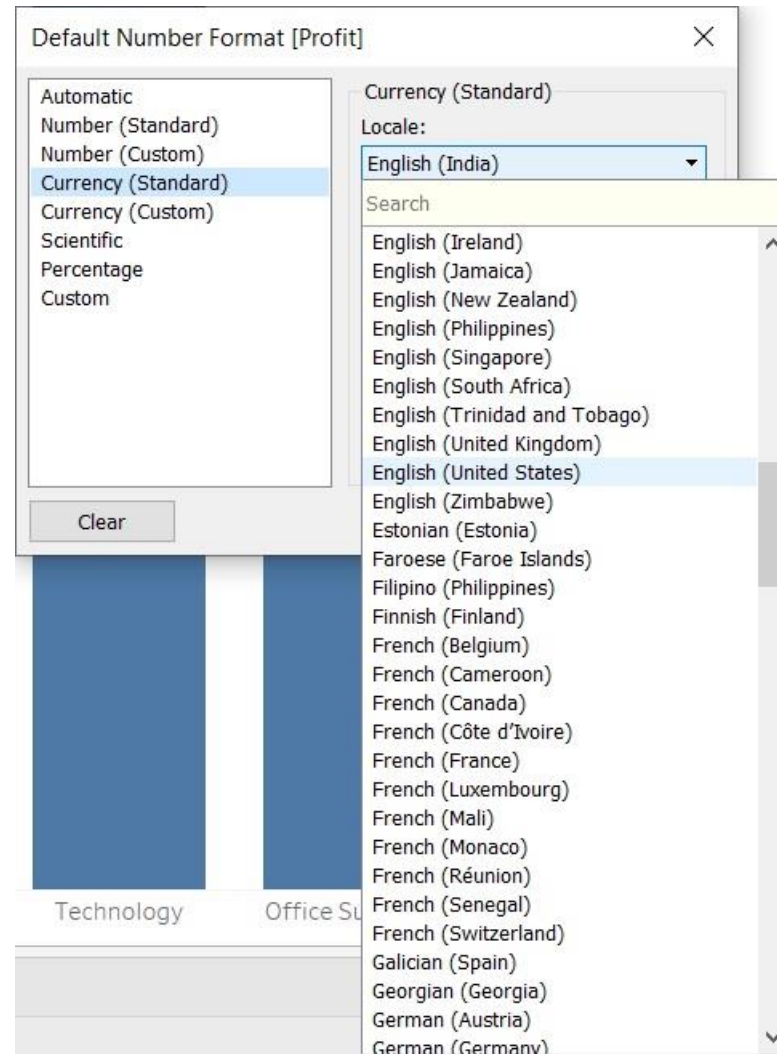 Default Number Format [Profit]
Automatic
Number (Standard)
Number (Custom)
Currency (Standard)
Currency (Custom)
Scientific
Percentage
Custom
Clear
Currency (Standard)
Locale:
English (India)
Search
English (Ireland)
English (Jamaica)
English (New Zealand)
English (Philippines)
English (Singapore)
English (South Africa)
English (Trinidad and Tobago)
English (United Kingdom)
English (United States)
English (Zimbabwe)
Estonian (Estonia)
Faroese (Faroe Islands)
Filipino (Philippines)
Finnish (Finland)
French (Belgium)
French (Cameroon)
French (Canada)
French (Côte d’Ivoire)
French (France)
French (Luxembourg)
French (Mali)
French (Monaco)
French (Réunion)
French (Senegal)
French (Switzerland)
Galician (Spain)
Georgian (Georgia)
German (Austria)
German (Germany)
Technology
Office Su